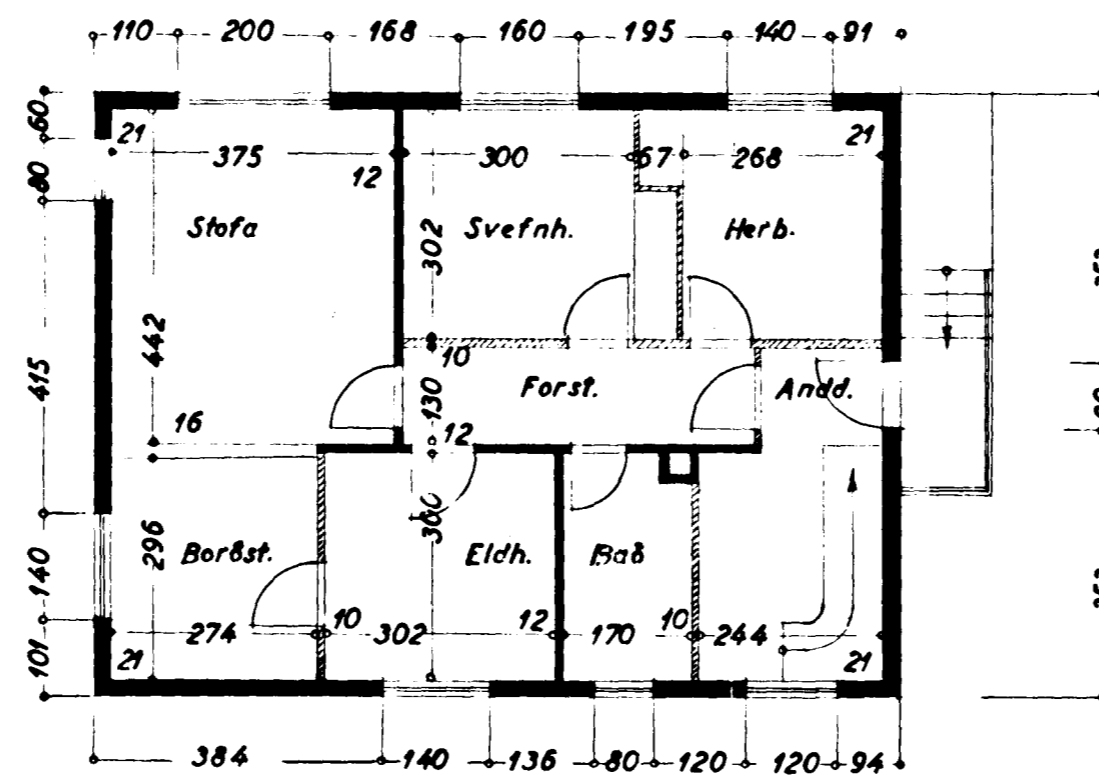 110 200 168 160 195 140 91
60
80
415
140
101
21 375 12 300 67 268 21
Stofa Svefnh. Herb.
302
442
10
Forst. Andd.
130
16 12
300
296
Borðst. Eldh. Bað
274 10 302 12 170 10 244
21 21
384 140 136 80 120 120 94